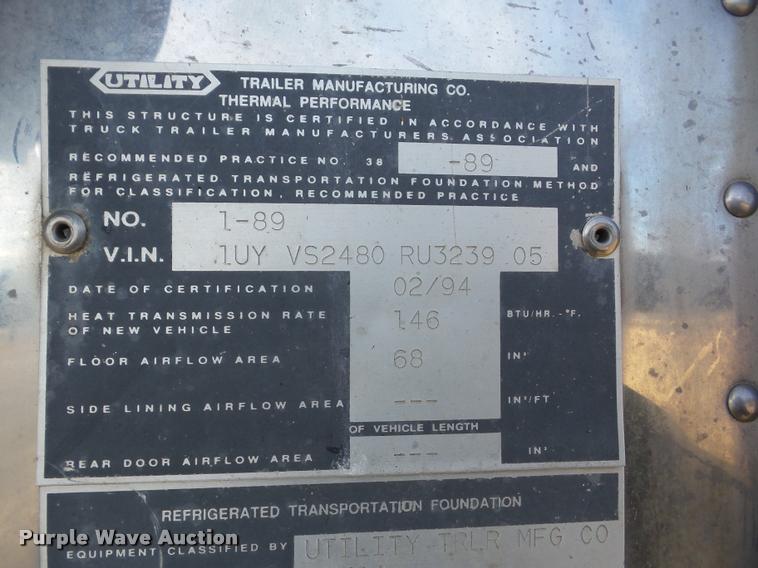 UTILITY TRAILER MANUFACTURING CO.
THERMAL PERFORMANCE
THIS STRUCTURE IS CERTIFIED IN ACCORDANCE WITH
TRUCK TRAILER MANUFACTURERS ASSOCIATION
RECOMMENDED PRACTICE NO. 38 -89 AND
REFRIGERATED TRANSPORTATION FOUNDATION METHOD
FOR CLASSIFICATION, RECOMMENDED PRACTICE
NO. 1-89
V.I.N. 1UY VS2480 RU3239 05
DATE OF CERTIFICATION 02/94
HEAT TRANSMISSION RATE 146 BTU/HR.-°F.
OF NEW VEHICLE
FLOOR AIRFLOW AREA 68 IN²
SIDE LINING AIRFLOW AREA --- IN²/FT
OF VEHICLE LENGTH
REAR DOOR AIRFLOW AREA --- IN²
REFRIGERATED TRANSPORTATION FOUNDATION
EQUIPMENT CLASSIFIED BY UTILITY TRLR MFG CO
Purple Wave Auction